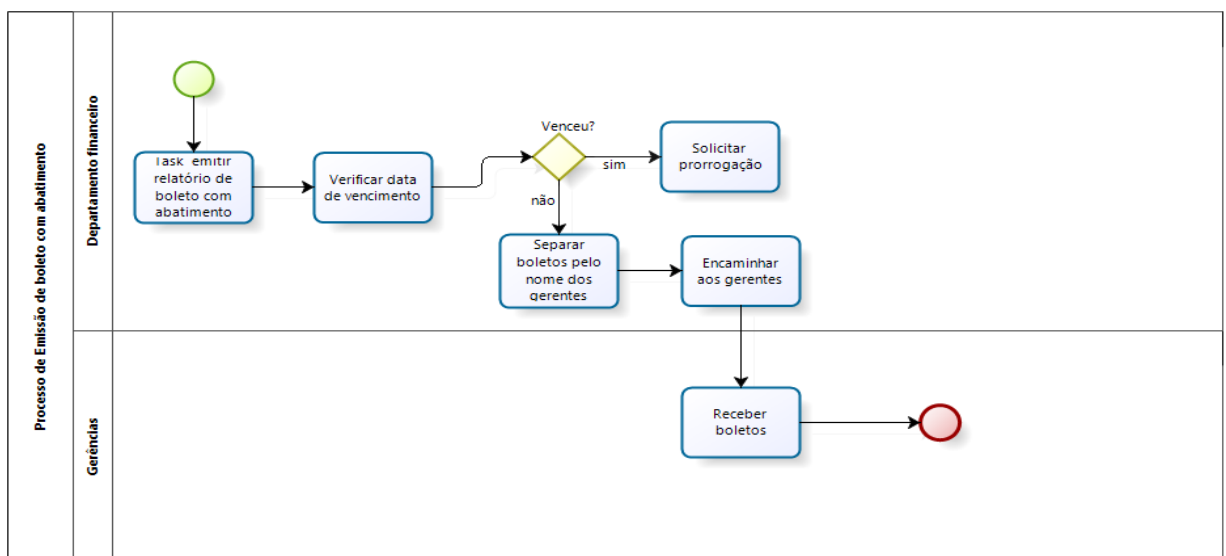 Processo de Emissão de boleto com abatimento
Departamento financeiro
Task emitir
relatório de
boleto com
abatimento
Verificar data
de vencimento
Venceu?
sim
não
Solicitar
prorrogação
Separar
boletos pelo
nome dos
gerentes
Encaminhar
aos gerentes
Gerências
Receber
boletos